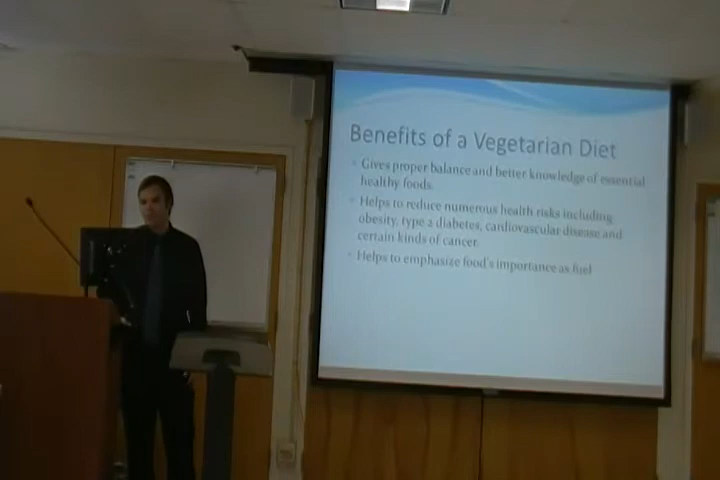 Benefits of a Vegetarian Diet
Gives proper balance and better knowledge of essential
healthy foods.
Helps to reduce numerous health risks including
obesity, type 2 diabetes, cardiovascular disease and
certain kinds of cancer.
Helps to emphasize food's importance as fuel